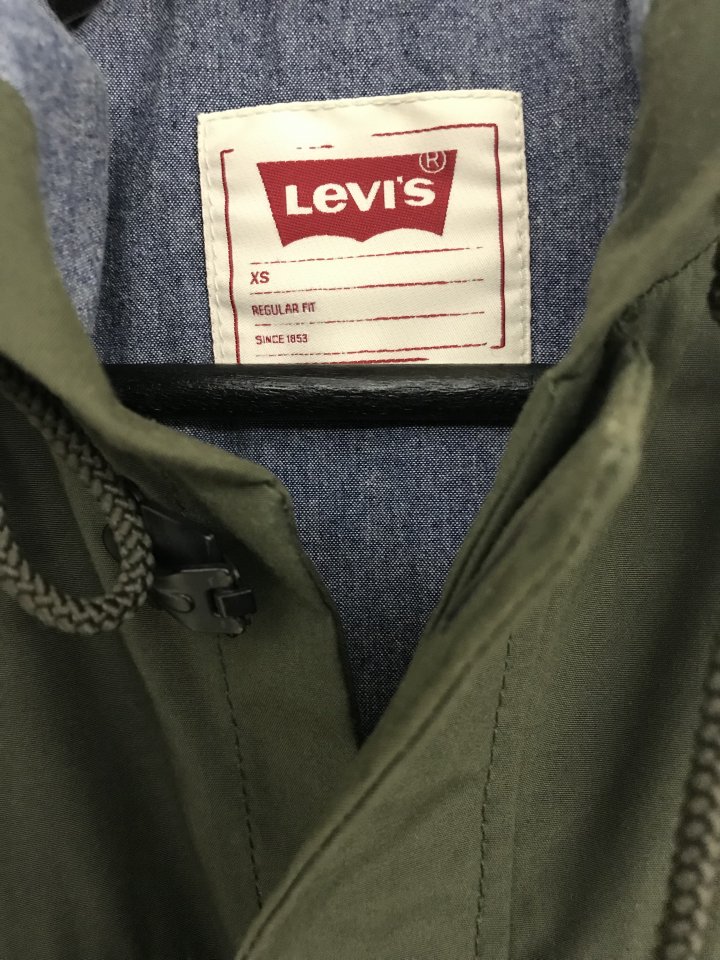 LEVI'S ®
XS
REGULAR FIT
SINCE 1853